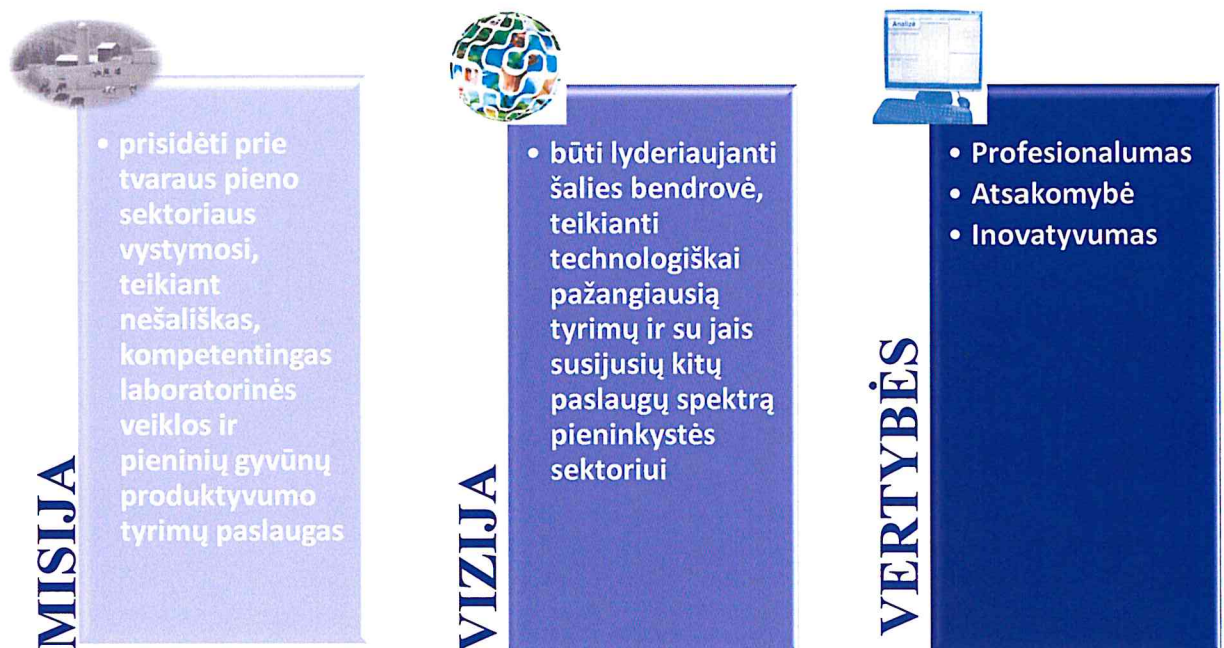 MISIJA
• prisidėti prie
tvaraus pieno
sektoriaus
vystymosi,
teikiant
nešališkas,
kompetentingas
laboratorinės
veiklos ir
pieninių gyvūnų
produktyvumo
tyrimų paslaugas
VIZIJA
• būti lyderiaujanti
šalies bendrovė,
teikianti
technologiškai
pažangiausią
tyrimų ir su jais
susijusių kitų
paslaugų spektrą
pieninkystės
sektoriui
Analizė
VERTYBĖS
• Profesionalumas
• Atsakomybė
• Inovatyvumas